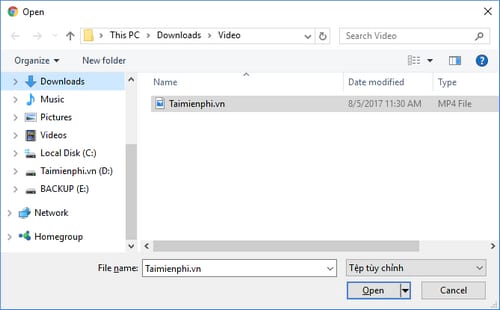 Open
This PC > Downloads > Video
Search Video
Organize
New folder
Downloads
Music
Pictures
Videos
Local Disk (C:)
Taimienphi.vn (D:)
BACKUP (E:)
Network
Homegroup
Name
Date modified
Type
Taimienphi.vn
8/5/2017 11:30 AM
MP4 File
File name:
Taimienphi.vn
Tệp tùy chỉnh
Open
Cancel